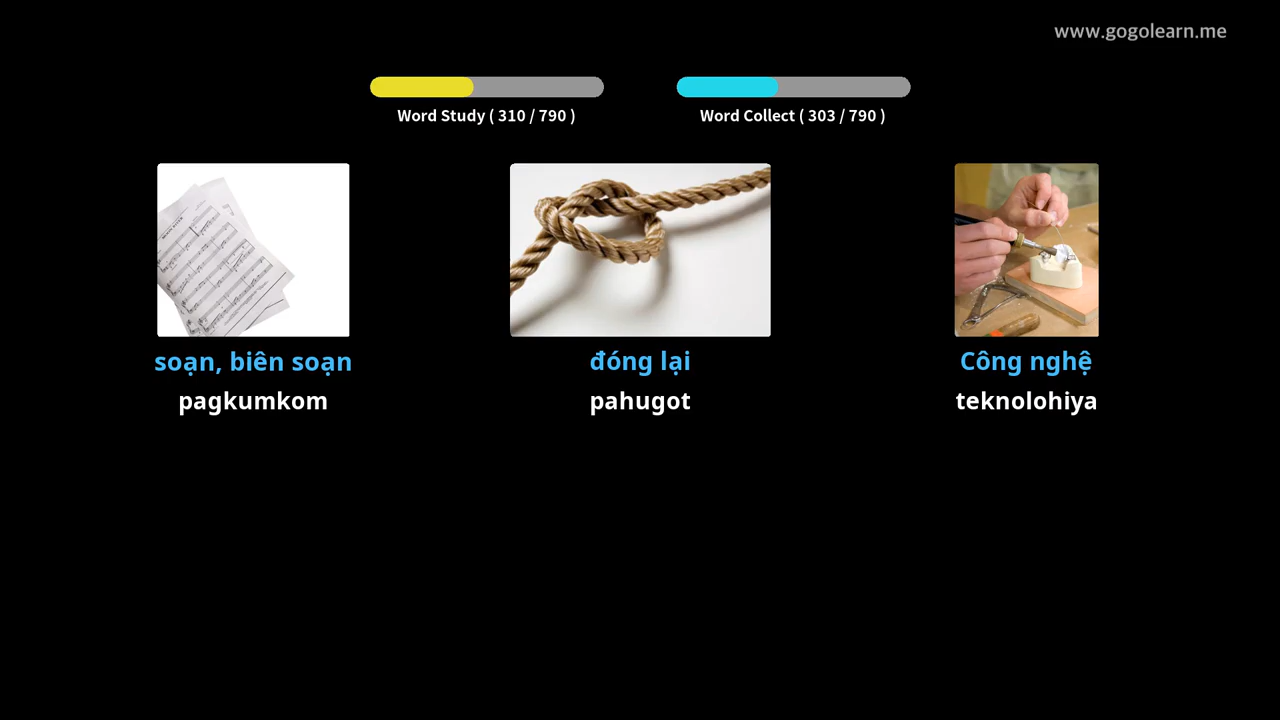 www.gogolearn.me
Word Study ( 310 / 790 )
Word Collect ( 303 / 790 )
soạn, biên soạn
đóng lại
Công nghệ
pagkumkom
pahugot
teknolohiya